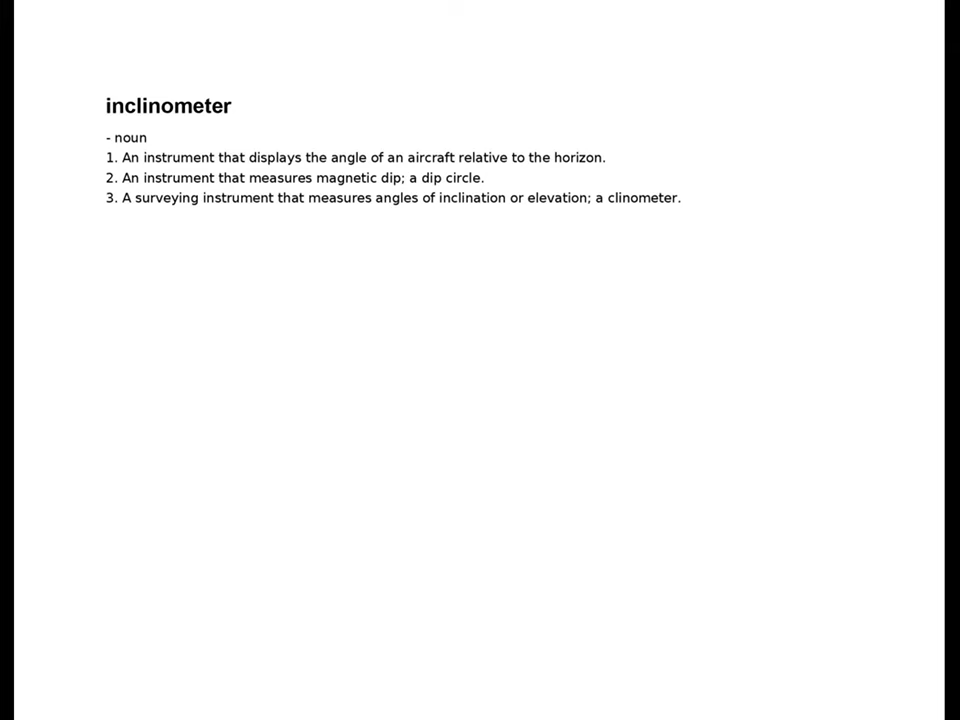 inclinometer
- noun
1. An instrument that displays the angle of an aircraft relative to the horizon.
2. An instrument that measures magnetic dip; a dip circle.
3. A surveying instrument that measures angles of inclination or elevation; a clinometer.